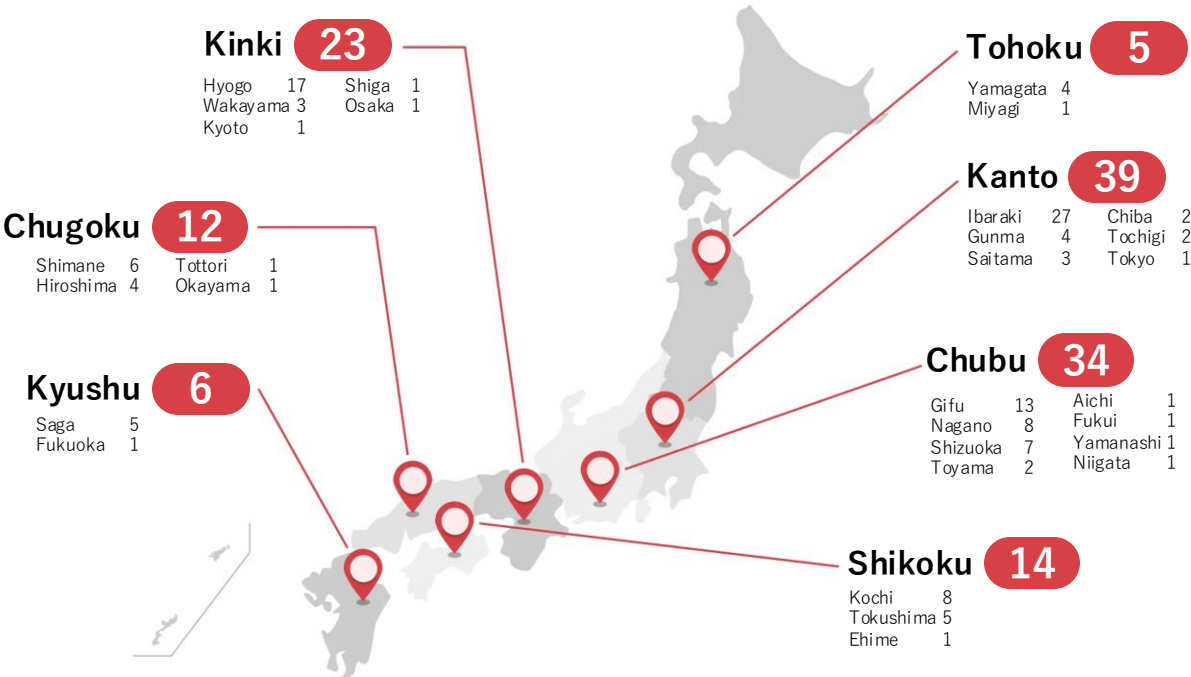 Kinki 23
Hyogo 17 Shiga 1
Wakayama 3 Osaka 1
Kyoto 1
Tohoku 5
Yamagata 4
Miyagi 1
Kanto 39
Ibaraki 27 Chiba 2
Gunma 4 Tochigi 2
Saitama 3 Tokyo 1
Chugoku 12
Shimane 6 Tottori 1
Hiroshima 4 Okayama 1
Chubu 34
Gifu 13 Aichi 1
Nagano 8 Fukui 1
Shizuoka 7 Yamanashi 1
Toyama 2 Niigata 1
Kyushu 6
Saga 5
Fukuoka 1
Shikoku 14
Kochi 8
Tokushima 5
Ehime 1